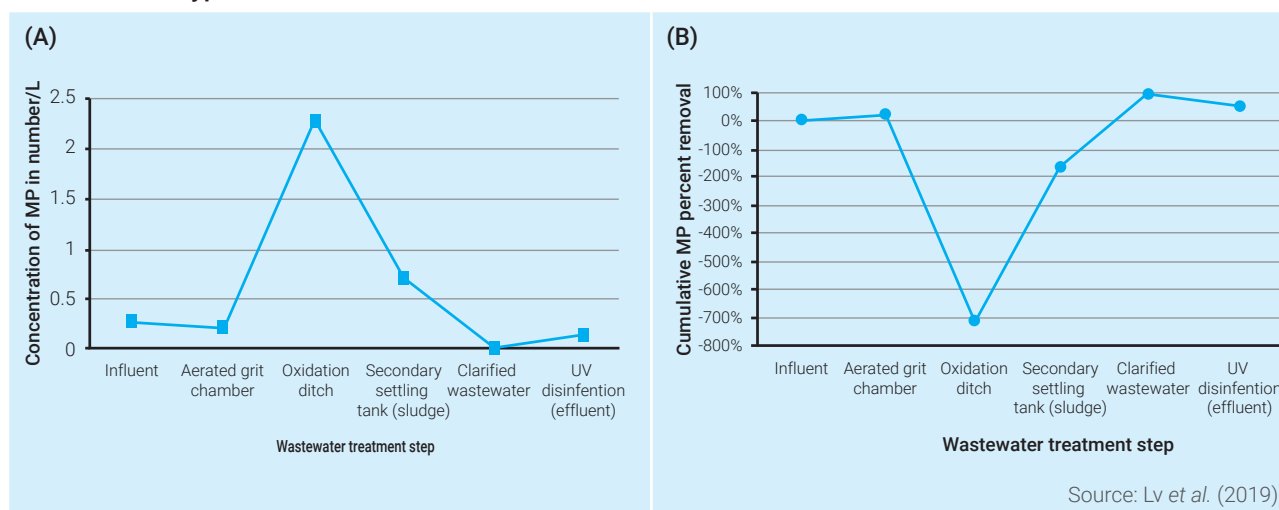 (A)
Concentration of MP in number/L
2.5
2
1.5
1
0.5
0
Influent
Aerated grit
chamber
Oxidation
ditch
Secondary
settling
tank (sludge)
Clarified
wastewater
UV
disinfention
(effluent)
Wastewater treatment step
(B)
Cumulative MP percent removal
100%
0%
-100%
-200%
-300%
-400%
-500%
-600%
-700%
-800%
Influent
Aerated grit
chamber
Oxidation
ditch
Secondary
settling
tank (sludge)
Clarified
wastewater
UV
disinfention
(effluent)
Wastewater treatment step
Source: Lv et al. (2019)